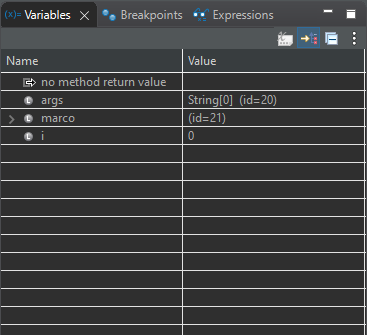 (x)= Variables Breakpoints Expressions
Name Value
no method return value
args String[0] (id=20)
marco (id=21)
i 0